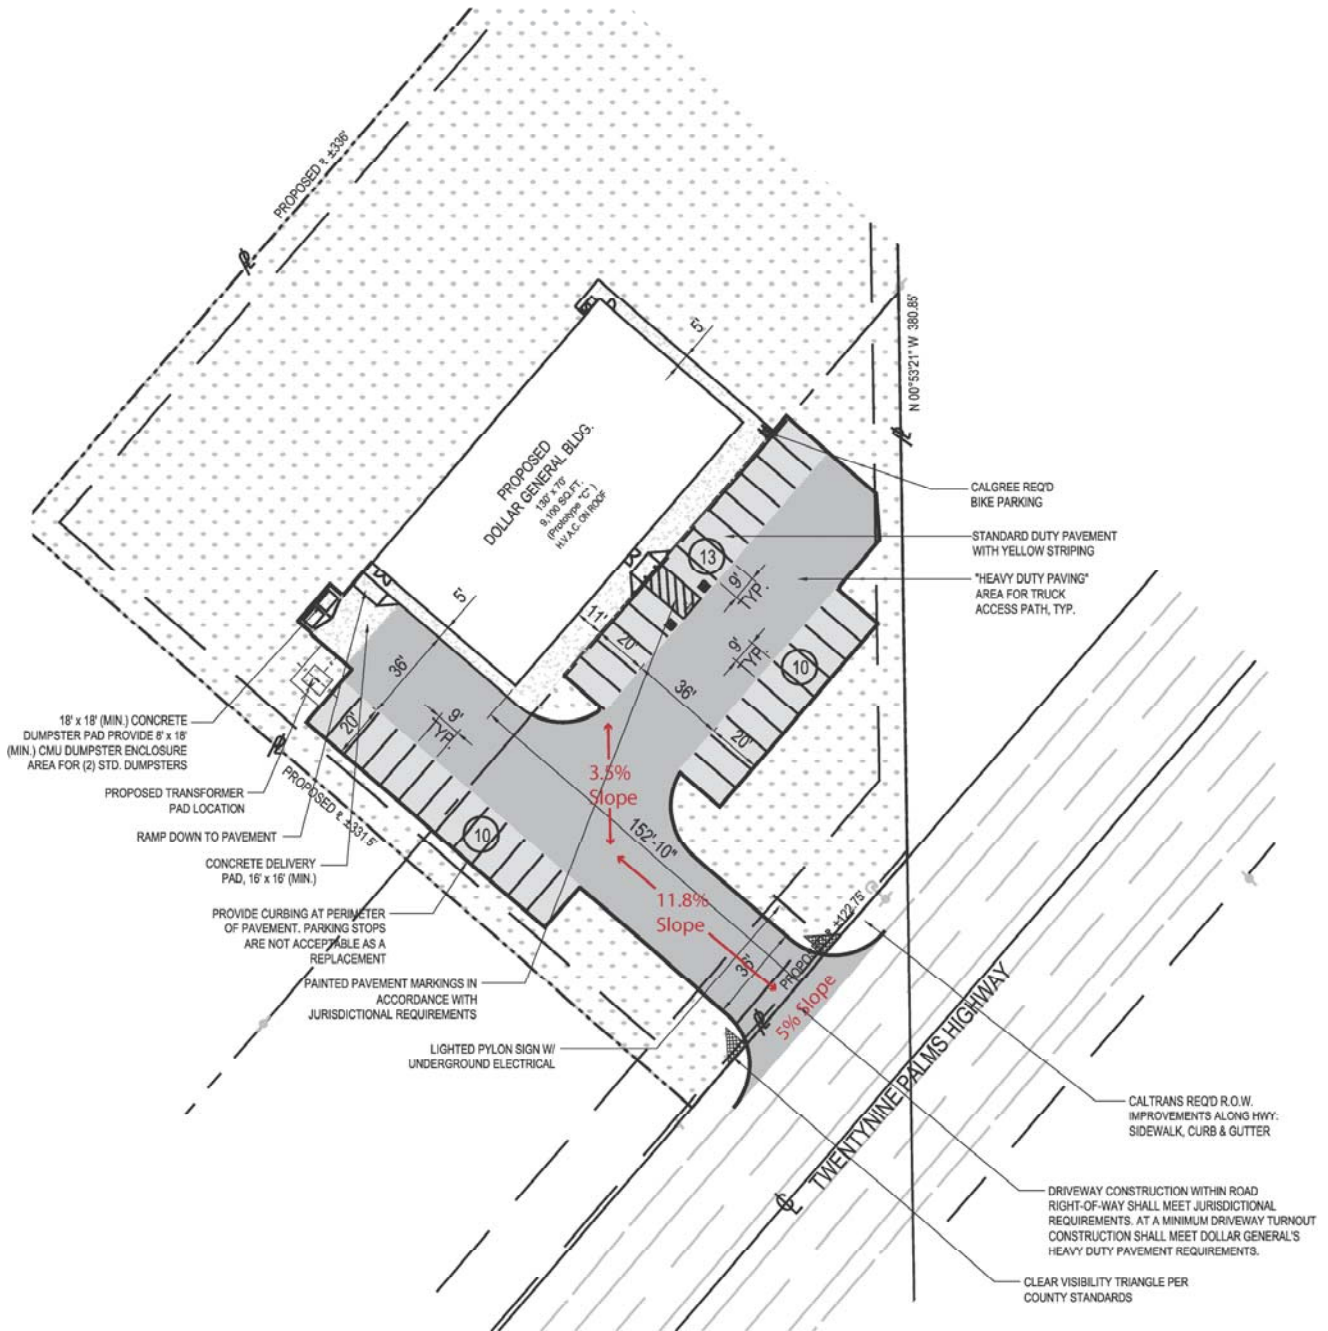 PROPOSED ℄ ±336'
N 00°53'21" W 380.85'
5'
PROPOSED
DOLLAR GENERAL BLDG.
130' x 70'
9,100 SQ.FT.
(Prototype "C")
H.V.A.C. ON ROOF
CALGREE REQ'D
BIKE PARKING
STANDARD DUTY PAVEMENT
WITH YELLOW STRIPING
"HEAVY DUTY PAVING"
AREA FOR TRUCK
ACCESS PATH, TYP.
13
9'
TYP.
5'
11'
20'
9'
TYP.
10
36'
36'
20'
9'
TYP.
20'
18' x 18' (MIN.) CONCRETE
DUMPSTER PAD PROVIDE 8' x 18'
(MIN.) CMU DUMPSTER ENCLOSURE
AREA FOR (2) STD. DUMPSTERS
PROPOSED TRANSFORMER
PAD LOCATION
PROPOSED ℄ ±331.5'
RAMP DOWN TO PAVEMENT
CONCRETE DELIVERY
PAD, 16' x 16' (MIN.)
10
3.5%
Slope
152'-10"
11.8%
Slope
PROVIDE CURBING AT PERIMETER
OF PAVEMENT. PARKING STOPS
ARE NOT ACCEPTABLE AS A
REPLACEMENT
PAINTED PAVEMENT MARKINGS IN
ACCORDANCE WITH
JURISDICTIONAL REQUIREMENTS
±122.75'
5% Slope
LIGHTED PYLON SIGN W/
UNDERGROUND ELECTRICAL
TWENTYNINE PALMS HIGHWAY
CALTRANS REQ'D R.O.W.
IMPROVEMENTS ALONG HWY.
SIDEWALK, CURB & GUTTER
DRIVEWAY CONSTRUCTION WITHIN ROAD
RIGHT-OF-WAY SHALL MEET JURISDICTIONAL
REQUIREMENTS. AT A MINIMUM DRIVEWAY TURNOUT
CONSTRUCTION SHALL MEET DOLLAR GENERAL'S
HEAVY DUTY PAVEMENT REQUIREMENTS.
CLEAR VISIBILITY TRIANGLE PER
COUNTY STANDARDS